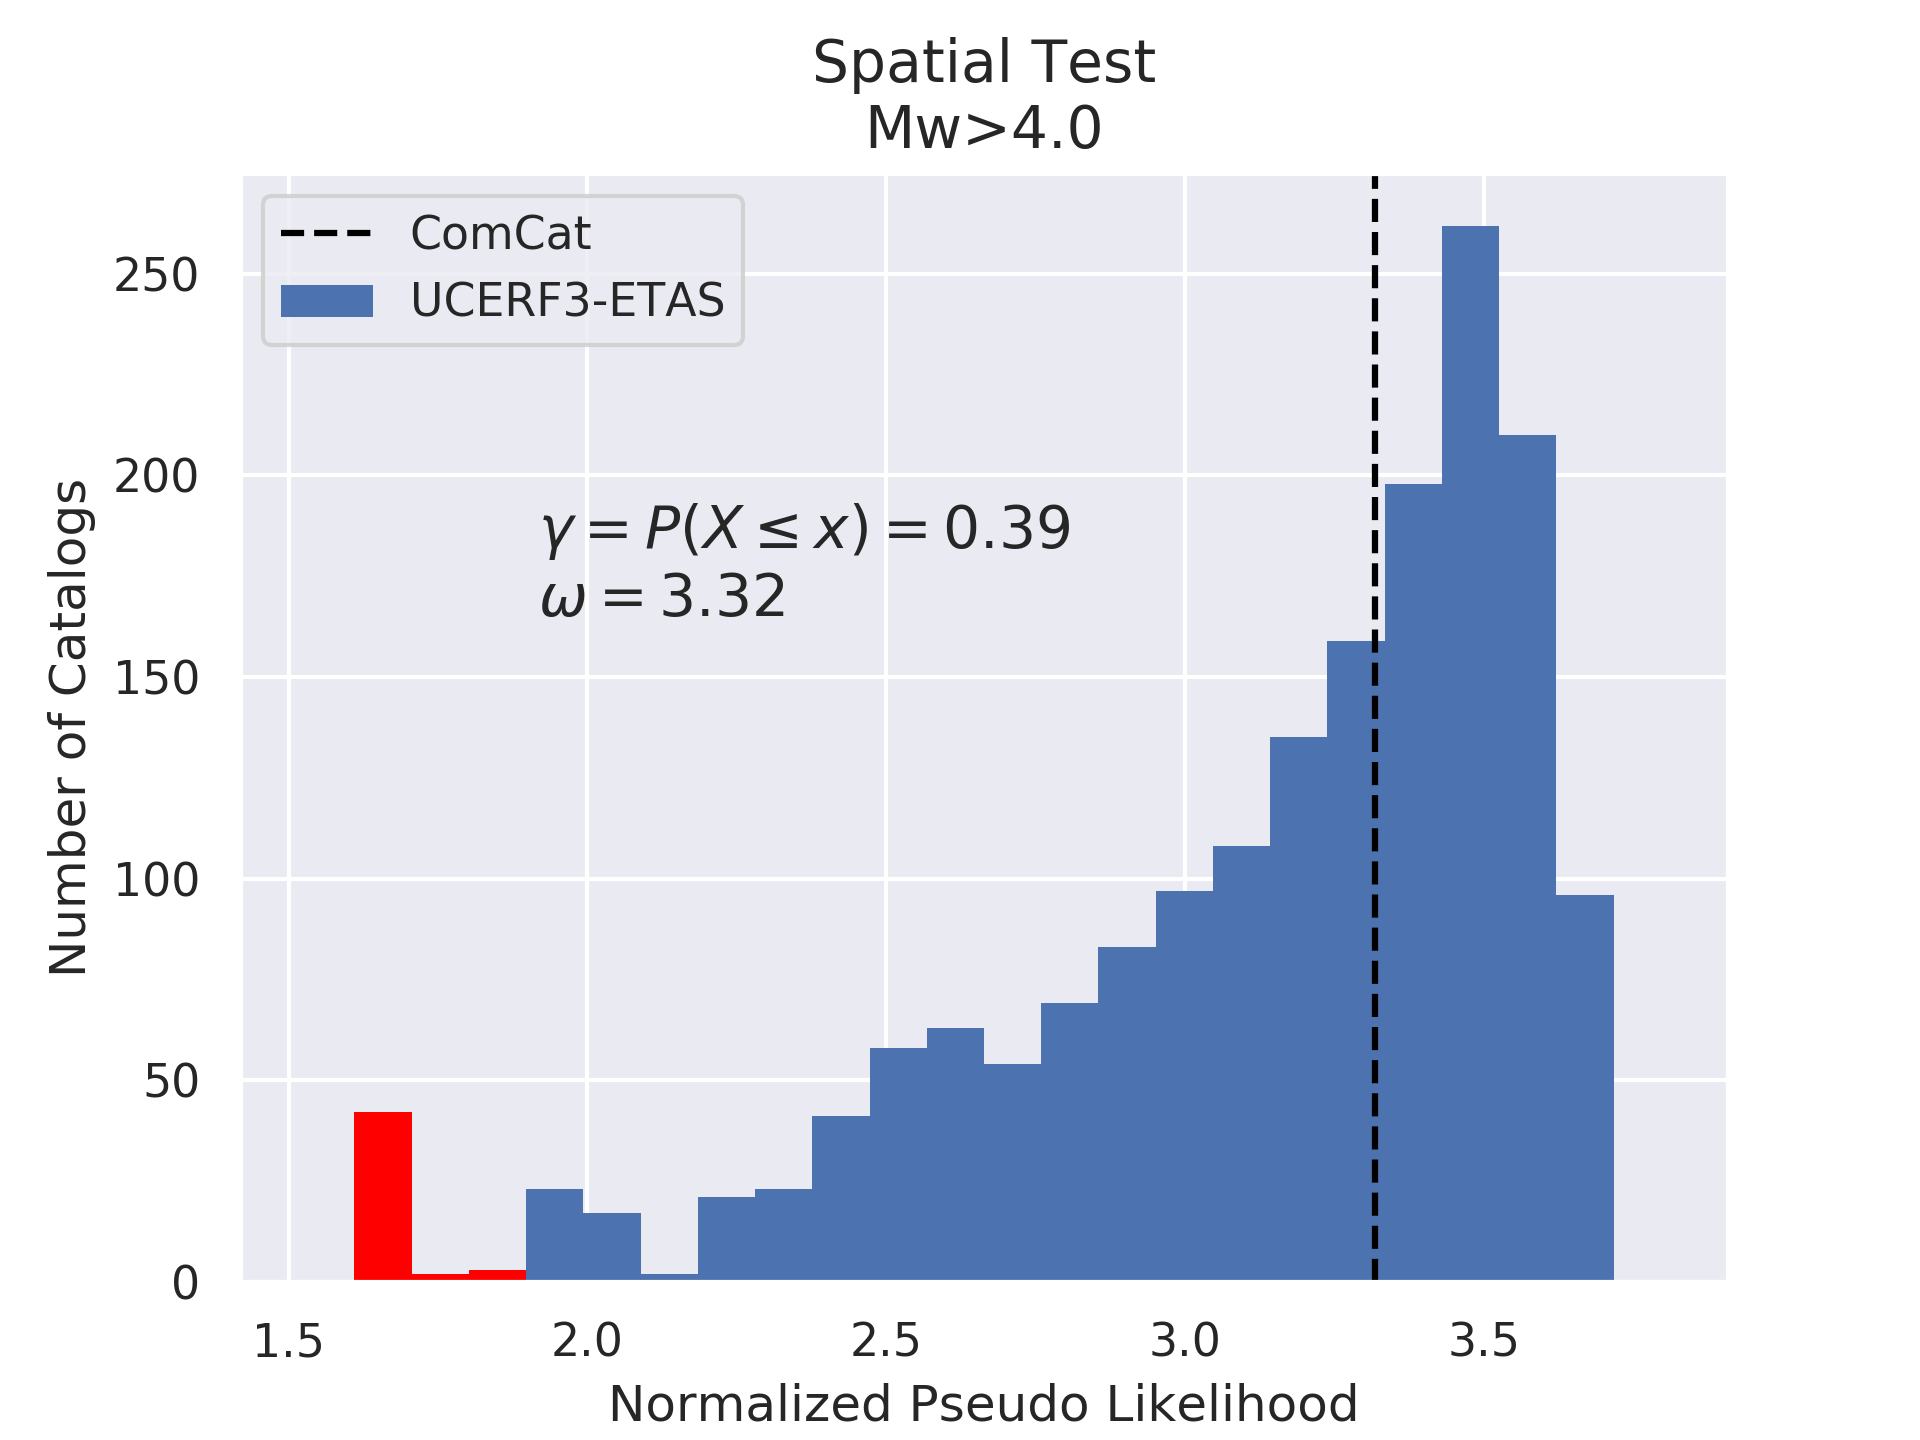 Spatial Test
Mw>4.0
ComCat
UCERF3-ETAS
γ = P(X ≤ x) = 0.39
ω = 3.32
Number of Catalogs
250
200
150
100
50
0
1.5 2.0 2.5 3.0 3.5
Normalized Pseudo Likelihood